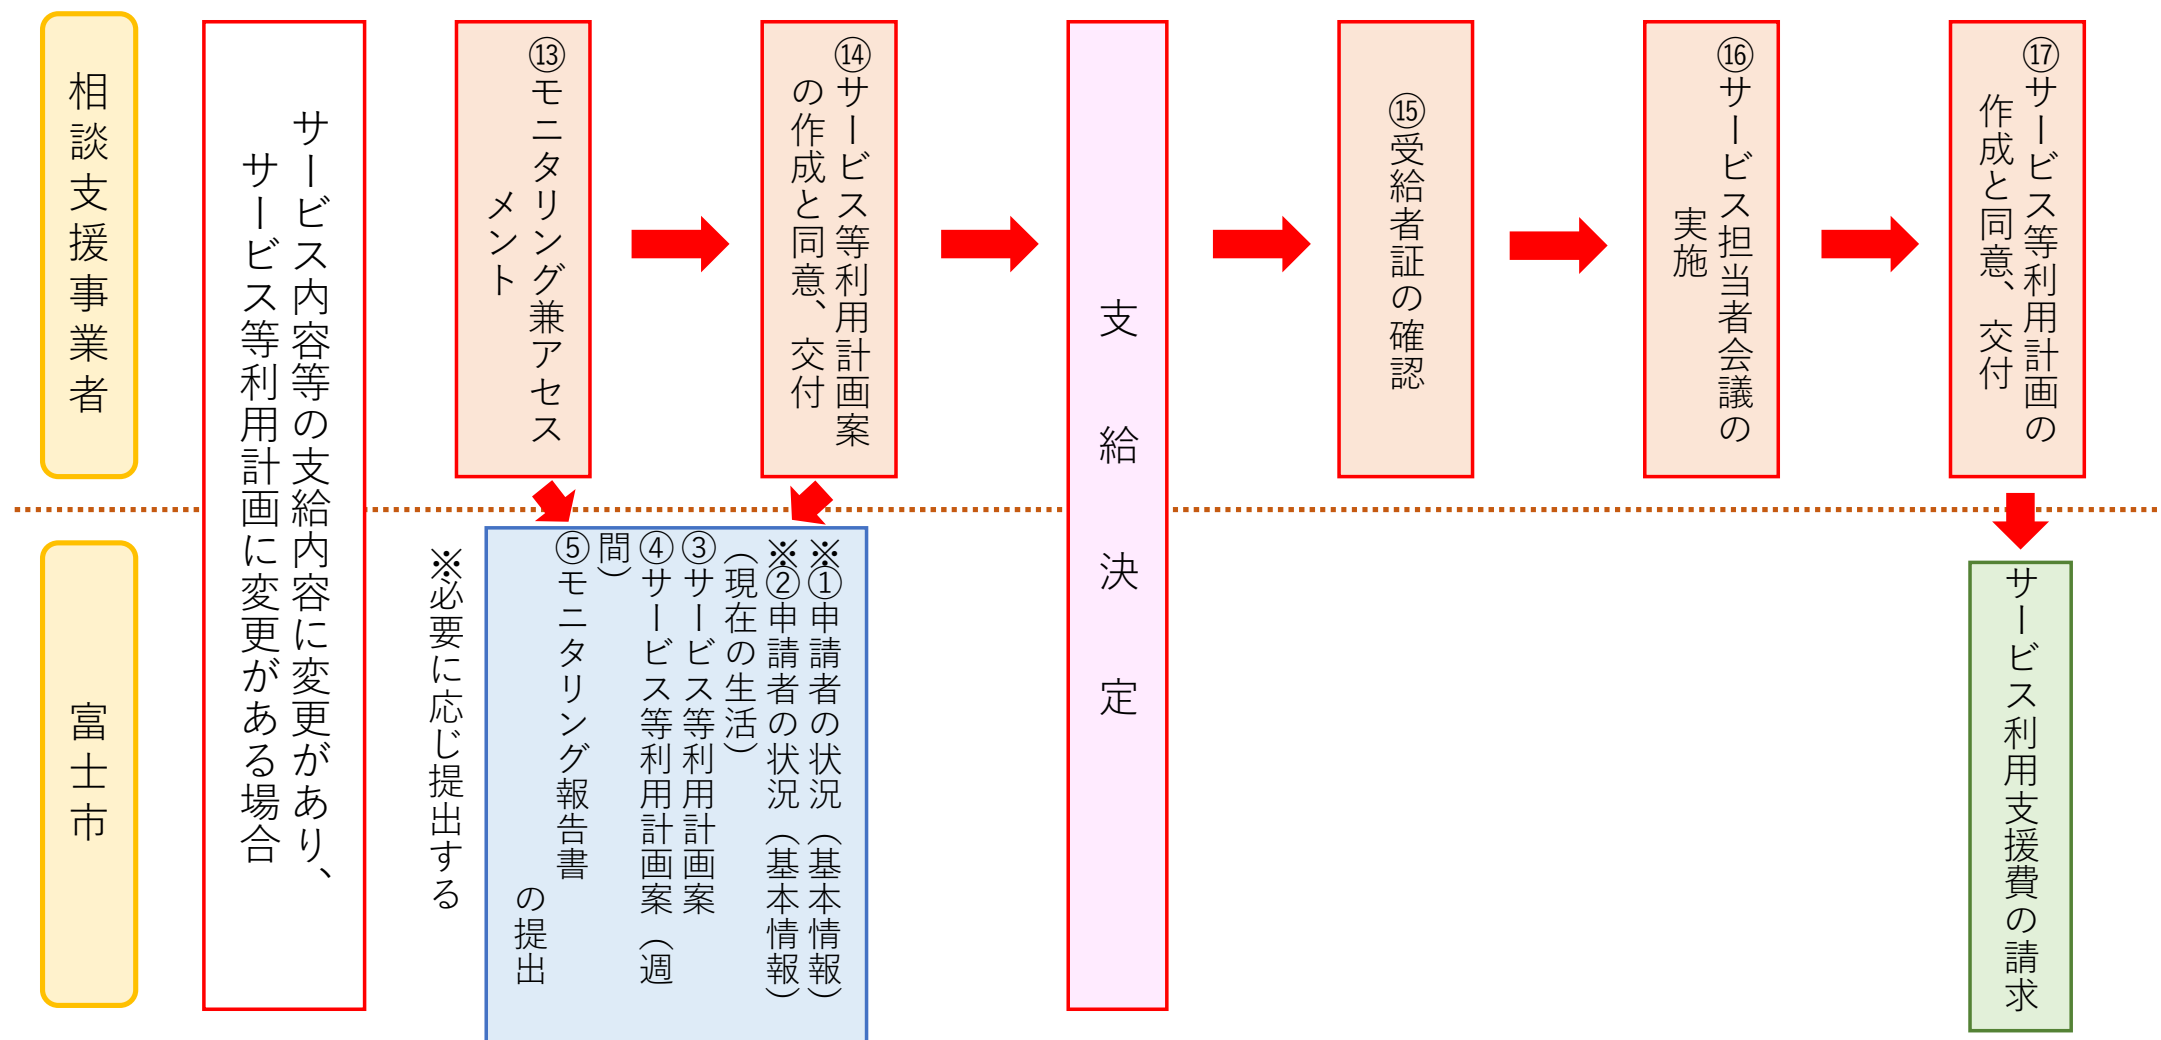 相談支援事業者
富士市
サービス内容等の支給内容に変更があり、
サービス等利用計画に変更がある場合
⑬モニタリング兼アセス
メント
⑭サービス等利用計画案
の作成と同意、交付
支給決定
⑮受給者証の確認
⑯サービス担当者会議の
実施
⑰サービス等利用計画の
作成と同意、交付
※①申請者の状況（基本情報）
※②申請者の状況（基本情報）
（現在の生活）
③サービス等利用計画案
④サービス等利用計画案（週
間）
⑤モニタリング報告書
の提出
※必要に応じ提出する
サービス利用支援費の請求